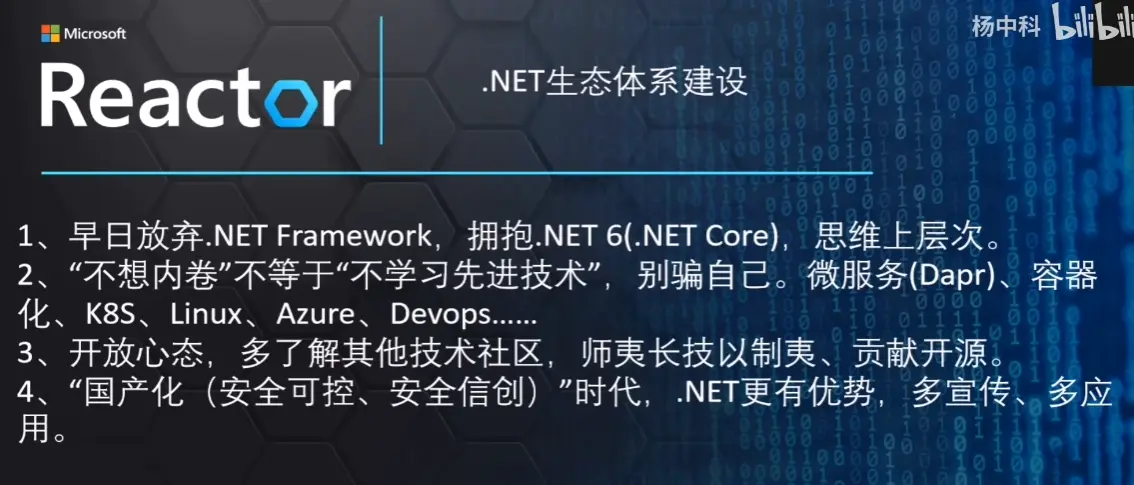 杨中科 bilibili
Microsoft
Reactor
.NET生态体系建设
1、早日放弃.NET Framework，拥抱.NET 6(.NET Core)，思维上层次。
2、“不想内卷”不等于“不学习先进技术”，别骗自己。微服务(Dapr)、容器
化、K8S、Linux、Azure、Devops......
3、开放心态，多了解其他技术社区，师夷长技以制夷、贡献开源。
4、“国产化（安全可控、安全信创）”时代，.NET更有优势，多宣传、多应
用。